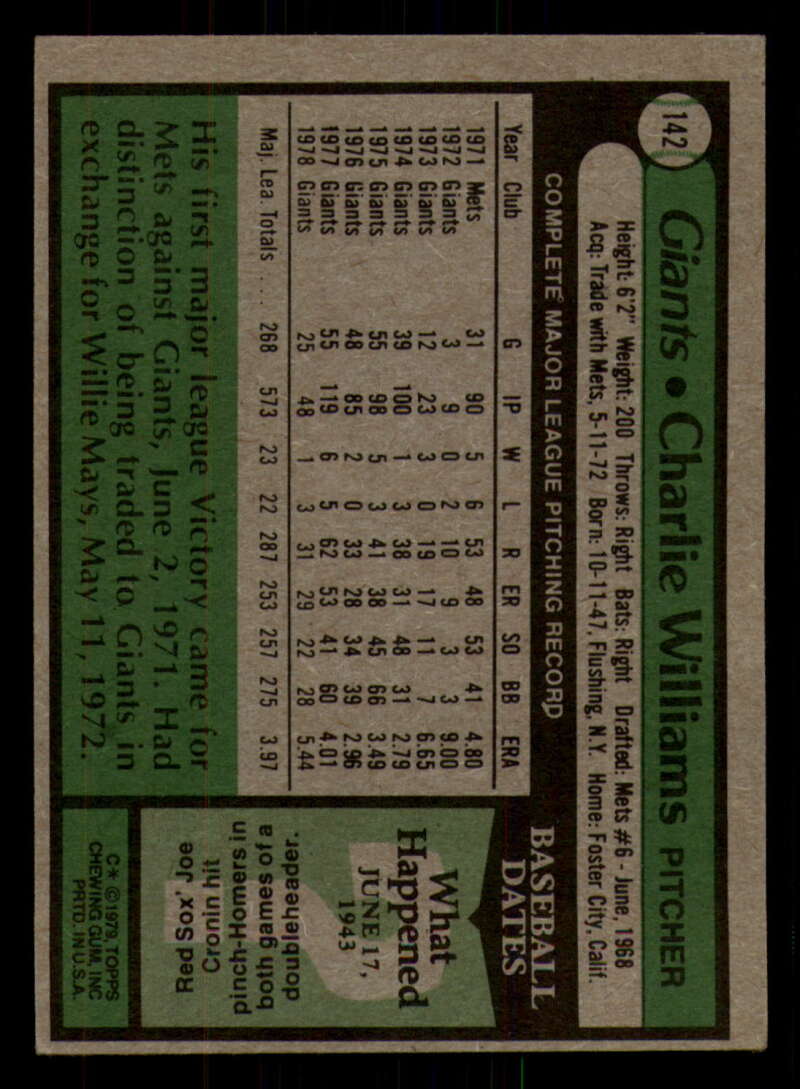 142
Giants • Charlie Williams PITCHER
Height: 6'2" Weight: 200 Throws: Right Bats: Right Drafted: Mets #6 - June, 1968
Acq: Trade with Mets, 5-11-72 Born: 10-11-47, Flushing, N.Y. Home: Foster City, Calif.
COMPLETE MAJOR LEAGUE PITCHING RECORD
Year Club G IP W L R ER SO BB ERA
1971 Mets 31 90 5 6 53 48 53 41 4.80
1972 Giants 3 9 0 2 10 9 3 3 9.00
1973 Giants 12 23 3 0 19 17 11 7 6.65
1974 Giants 39 100 1 3 38 31 48 31 2.79
1975 Giants 55 98 5 3 41 38 45 66 3.49
1976 Giants 48 85 2 0 33 28 34 39 2.96
1977 Giants 55 119 6 5 62 53 41 60 4.01
1978 Giants 25 48 1 3 31 29 22 28 5.44
Maj. Lea. Totals .... 268 573 23 22 287 253 257 275 3.97
His first major league Victory came for
Mets against Giants, June 2, 1971. Had
distinction of being traded to Giants in
exchange for Willie Mays, May 11, 1972.
BASEBALL
DATES
What
Happened
JUNE 17,
1943
Red Sox' Joe
Cronin hit
pinch-Homers in
both games of a
doubleheader.
C* ©1979, TOPPS
CHEWING GUM, INC
PRTD. IN U.S.A.